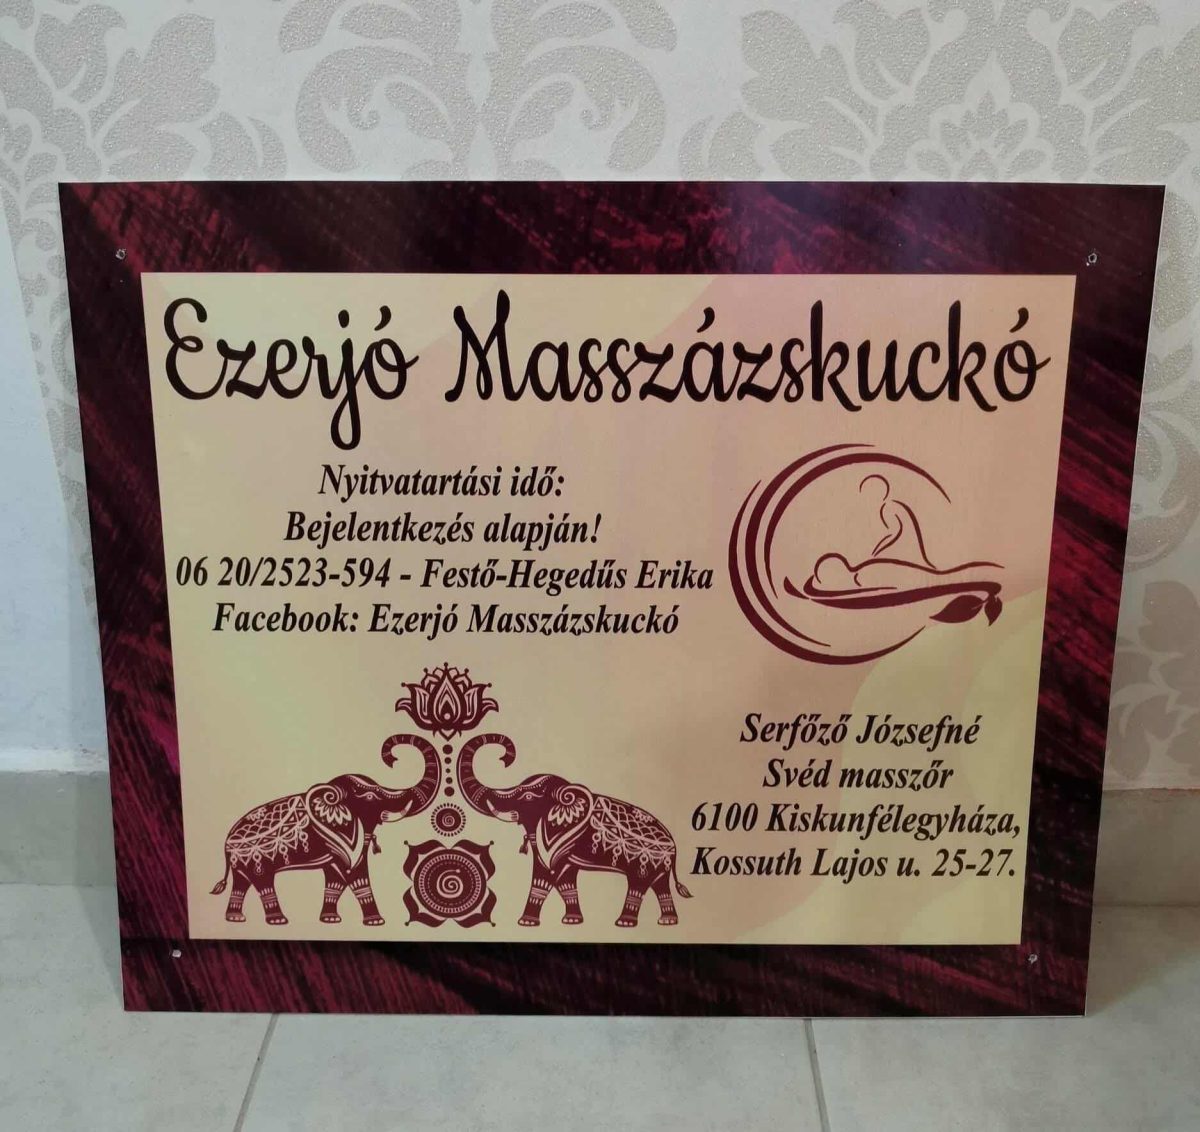 Ezerjó Masszázskuckó
Nyitvatartási idő:
Bejelentkezés alapján!
06 20/2523-594 - Festő-Hegedűs Erika
Facebook: Ezerjó Masszázskuckó
Serfőző Józsefné
Svéd masszőr
6100 Kiskunfélegyháza,
Kossuth Lajos u. 25-27.